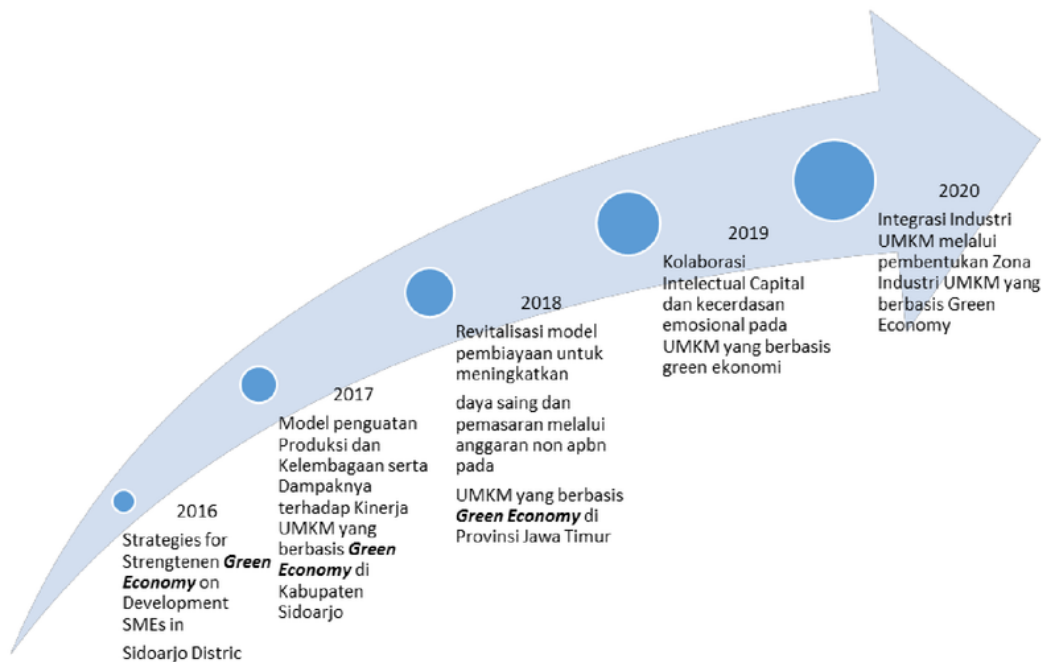 2016
Strategies for
Strengtenen Green
Economy on
Development
SMEs in
Sidoarjo Distric
2017
Model penguatan
Produksi dan
Kelembagaan serta
Dampaknya
terhadap Kinerja
UMKM yang
berbasis Green
Economy di
Kabupaten
Sidoarjo
2018
Revitalisasi model
pembiayaan untuk
meningkatkan
daya saing dan
pemasaran melalui
anggaran non apbn
pada
UMKM yang berbasis
Green Economy di
Provinsi Jawa Timur
2019
Kolaborasi
Intelectual Capital
dan kecerdasan
emosional pada
UMKM yang berbasis
green ekonomi
2020
Integrasi Industri
UMKM melalui
pembentukan Zona
Industri UMKM yang
berbasis Green
Economy